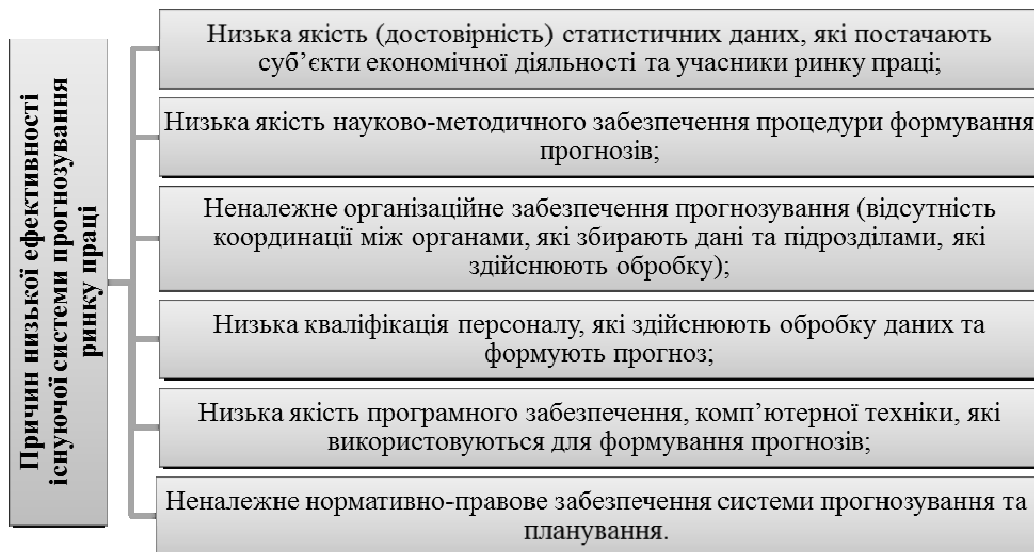 Причин низької ефективності
існуючої системи прогнозування
ринку праці
Низька якість (достовірність) статистичних даних, які постачають
суб’єкти економічної діяльності та учасники ринку праці;
Низька якість науково-методичного забезпечення процедури формування
прогнозів;
Неналежне організаційне забезпечення прогнозування (відсутність
координації між органами, які збирають дані та підрозділами, які
здійснюють обробку);
Низька кваліфікація персоналу, які здійснюють обробку даних та
формують прогноз;
Низька якість програмного забезпечення, комп’ютерної техніки, які
використовуються для формування прогнозів;
Неналежне нормативно-правове забезпечення системи прогнозування та
планування.